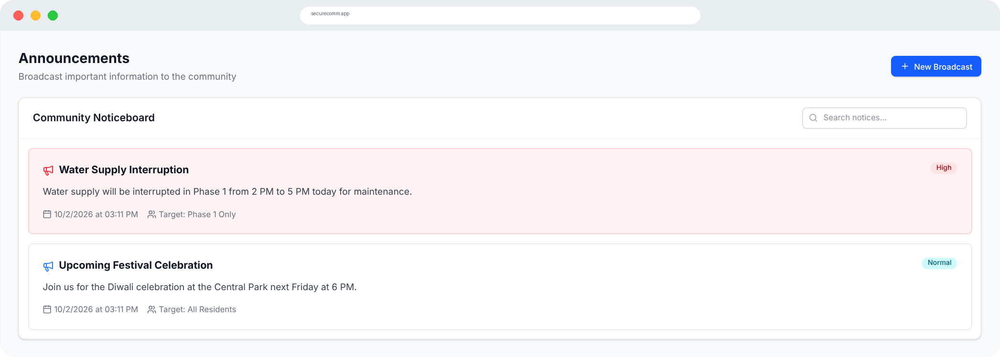 securecomm.app
Announcements
Broadcast important information to the community
New Broadcast
Community Noticeboard
Search notices...
Water Supply Interruption
High
Water supply will be interrupted in Phase 1 from 2 PM to 5 PM today for maintenance.
10/2/2026 at 03:11 PM Target: Phase 1 Only
Upcoming Festival Celebration
Normal
Join us for the Diwali celebration at the Central Park next Friday at 6 PM.
10/2/2026 at 03:11 PM Target: All Residents